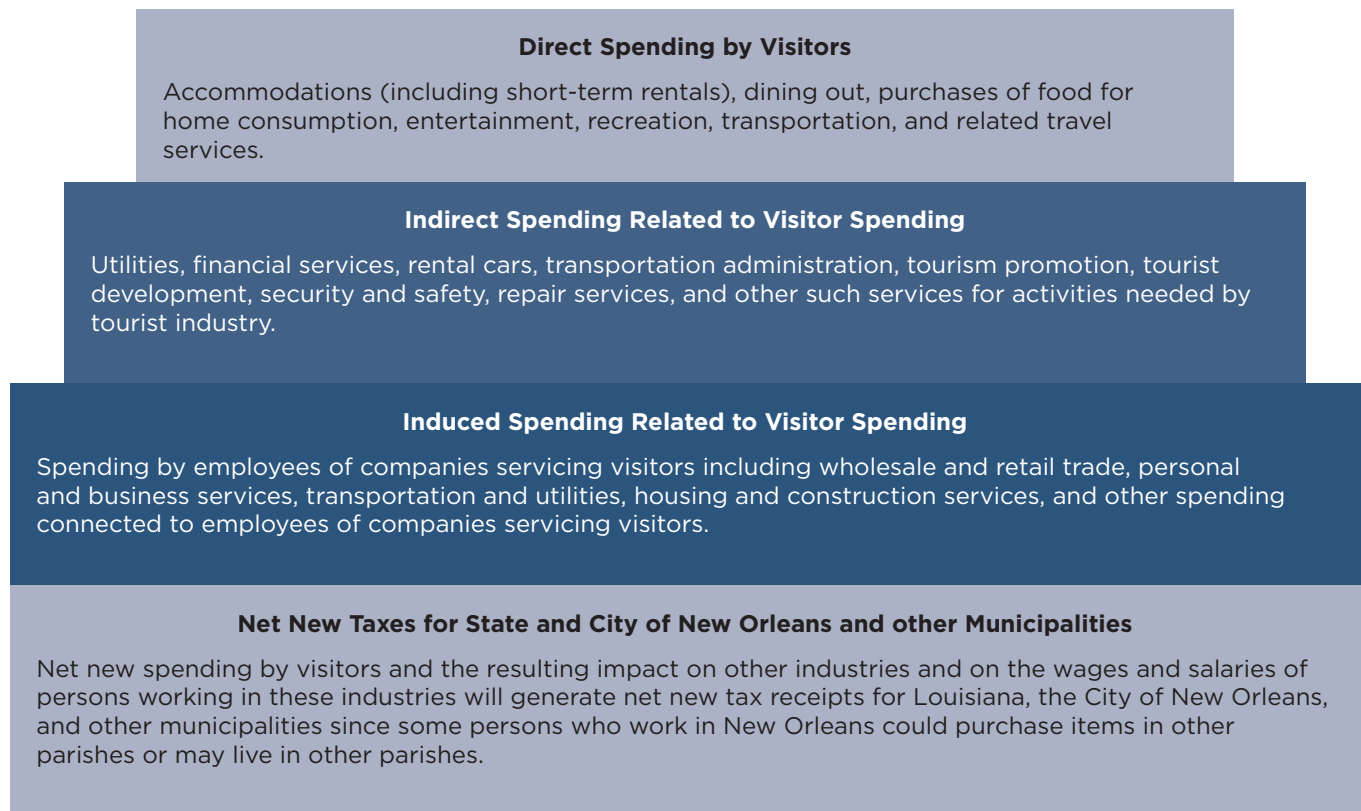 Direct Spending by Visitors
Accommodations (including short-term rentals), dining out, purchases of food for
home consumption, entertainment, recreation, transportation, and related travel
services.
Indirect Spending Related to Visitor Spending
Utilities, financial services, rental cars, transportation administration, tourism promotion, tourist
development, security and safety, repair services, and other such services for activities needed by
tourist industry.
Induced Spending Related to Visitor Spending
Spending by employees of companies servicing visitors including wholesale and retail trade, personal
and business services, transportation and utilities, housing and construction services, and other spending
connected to employees of companies servicing visitors.
Net New Taxes for State and City of New Orleans and other Municipalities
Net new spending by visitors and the resulting impact on other industries and on the wages and salaries of
persons working in these industries will generate net new tax receipts for Louisiana, the City of New Orleans,
and other municipalities since some persons who work in New Orleans could purchase items in other
parishes or may live in other parishes.